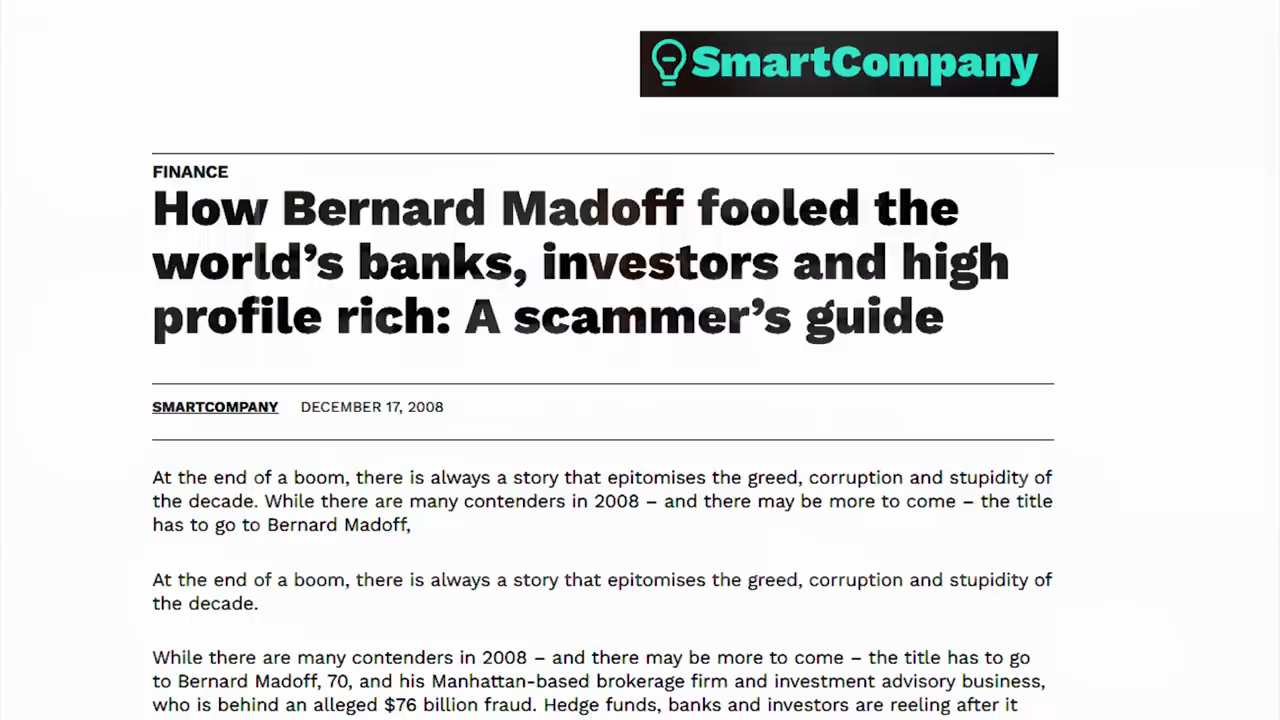 SmartCompany
FINANCE
How Bernard Madoff fooled the
world’s banks, investors and high
profile rich: A scammer’s guide
SMARTCOMPANY DECEMBER 17, 2008
At the end of a boom, there is always a story that epitomises the greed, corruption and stupidity of
the decade. While there are many contenders in 2008 – and there may be more to come – the title
has to go to Bernard Madoff,
At the end of a boom, there is always a story that epitomises the greed, corruption and stupidity of
the decade.
While there are many contenders in 2008 – and there may be more to come – the title has to go
to Bernard Madoff, 70, and his Manhattan-based brokerage firm and investment advisory business,
who is behind an alleged $76 billion fraud. Hedge funds, banks and investors are reeling after it